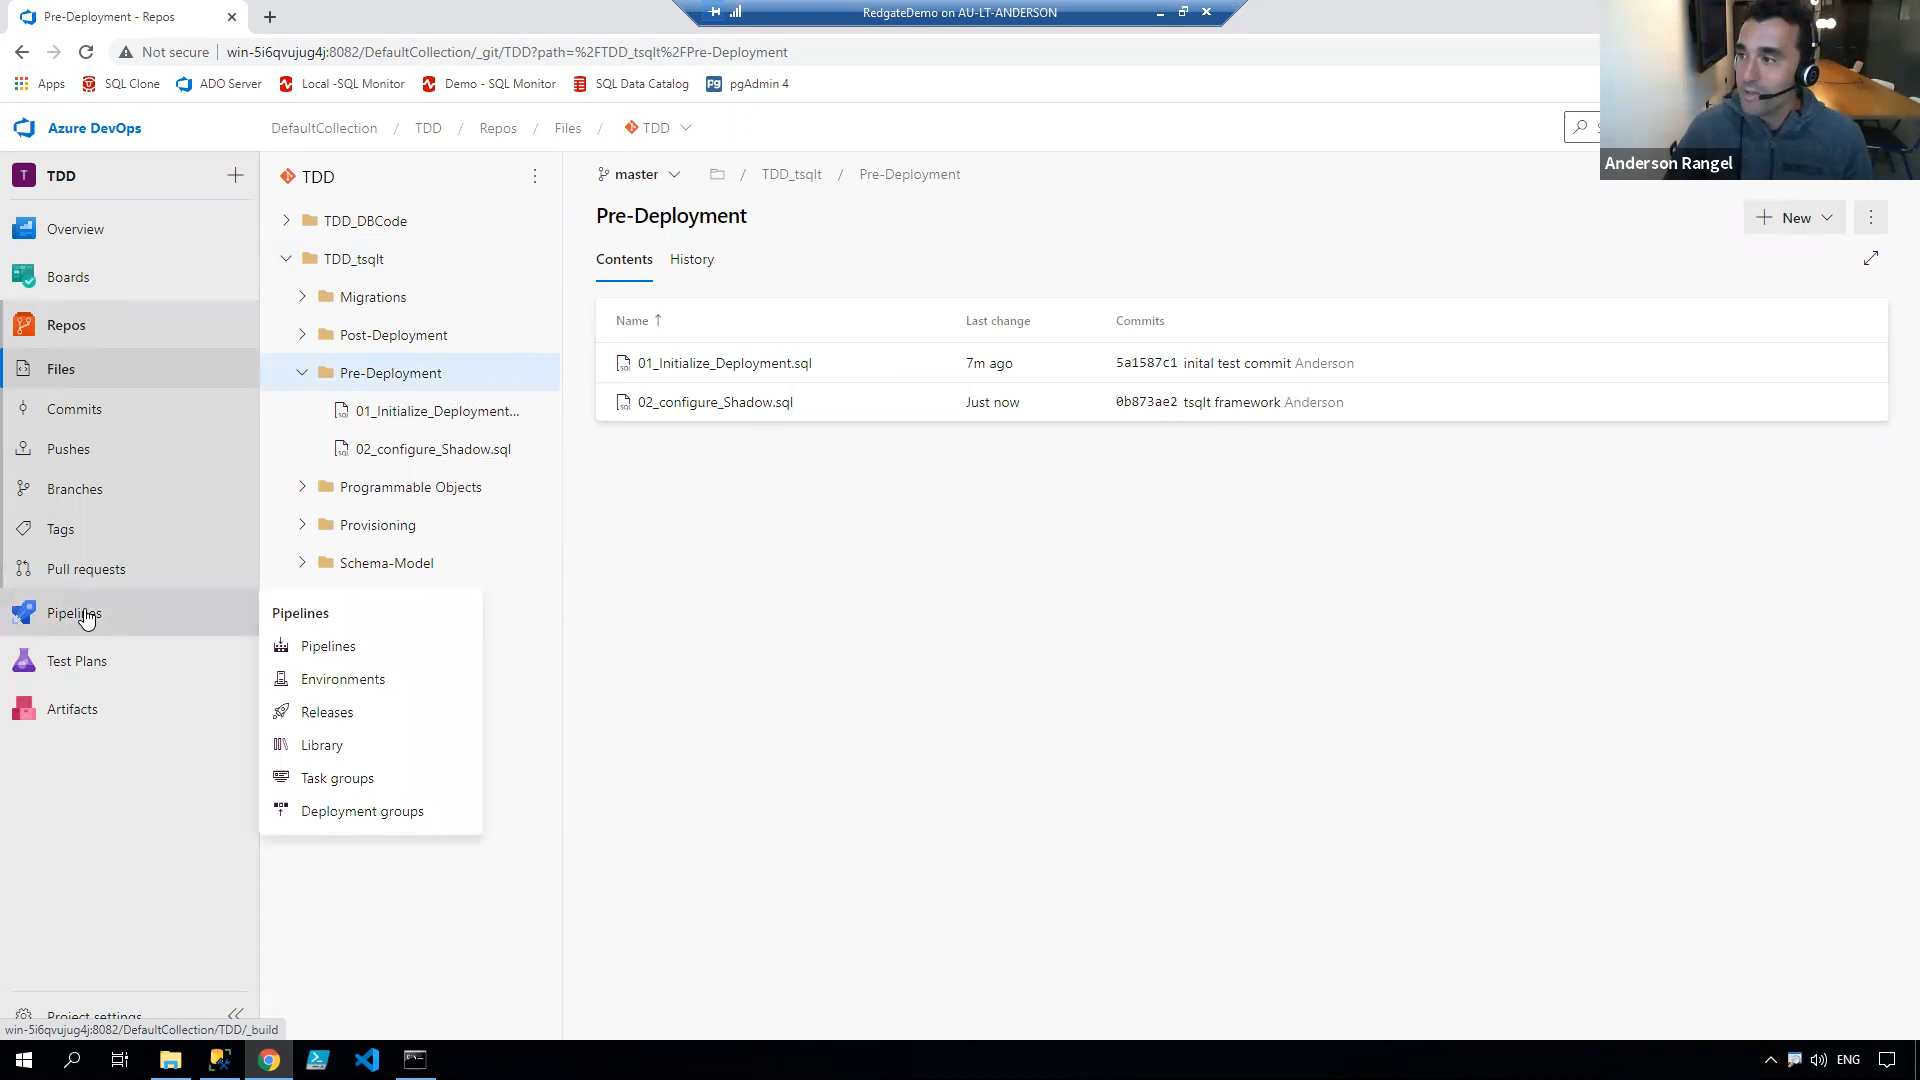 Pre-Deployment - Repos
RedgateDemo on AU-LT-ANDERSON
Not secure
win-5i6qvujug4j:8082/DefaultCollection/_git/TDD?path=%2FTDD_tsqlt%2FPre-Deployment
Apps
SQL Clone
ADO Server
Local -SQL Monitor
Demo - SQL Monitor
SQL Data Catalog
pg
pgAdmin 4
Anderson Rangel
Azure DevOps
DefaultCollection / TDD / Repos / Files / TDD
T
TDD
Overview
Boards
Repos
Files
Commits
Pushes
Branches
Tags
Pull requests
Pipelines
Test Plans
Artifacts
Project settings
TDD
TDD_DBCode
TDD_tsqlt
Migrations
Post-Deployment
Pre-Deployment
01_Initialize_Deployment...
02_configure_Shadow.sql
Programmable Objects
Provisioning
Schema-Model
Pipelines
Pipelines
Environments
Releases
Library
Task groups
Deployment groups
master / TDD_tsqlt / Pre-Deployment
Pre-Deployment
New
Contents
History
Name
Last change
Commits
01_Initialize_Deployment.sql
7m ago
5a1587c1 inital test commit Anderson
02_configure_Shadow.sql
Just now
0b873ae2 tsqlt framework Anderson
win-5i6qvujug4j:8082/DefaultCollection/TDD/_build
ENG